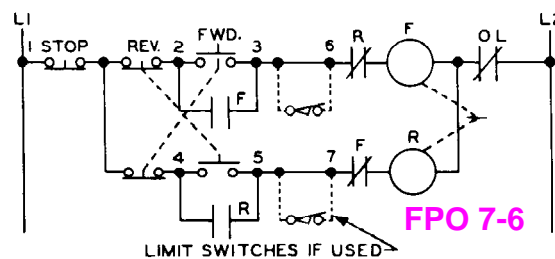 L1 L2
FWD.
1 STOP REV. 2 3 6 R F OL
F
4 5 7 F R
R
FPO 7-6
LIMIT SWITCHES IF USED